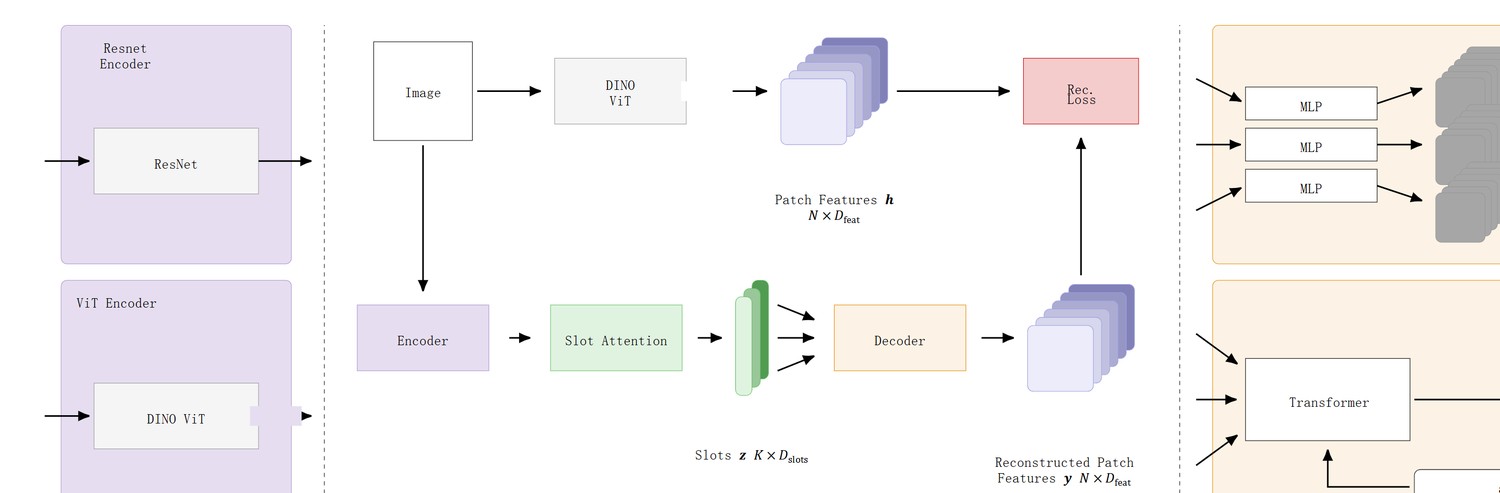 Resnet
Encoder
ResNet
ViT Encoder
DINO ViT
Image
DINO
ViT
Rec.
Loss
Patch Features h
N × D_feat
Encoder
Slot Attention
Decoder
Slots z K × D_slots
Reconstructed Patch
Features y N × D_feat
MLP
MLP
MLP
Transformer